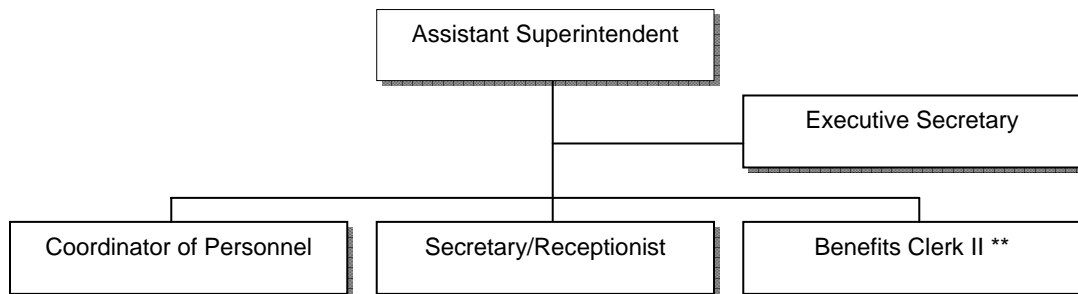 Assistant Superintendent
Executive Secretary
Coordinator of Personnel
Secretary/Receptionist
Benefits Clerk II **